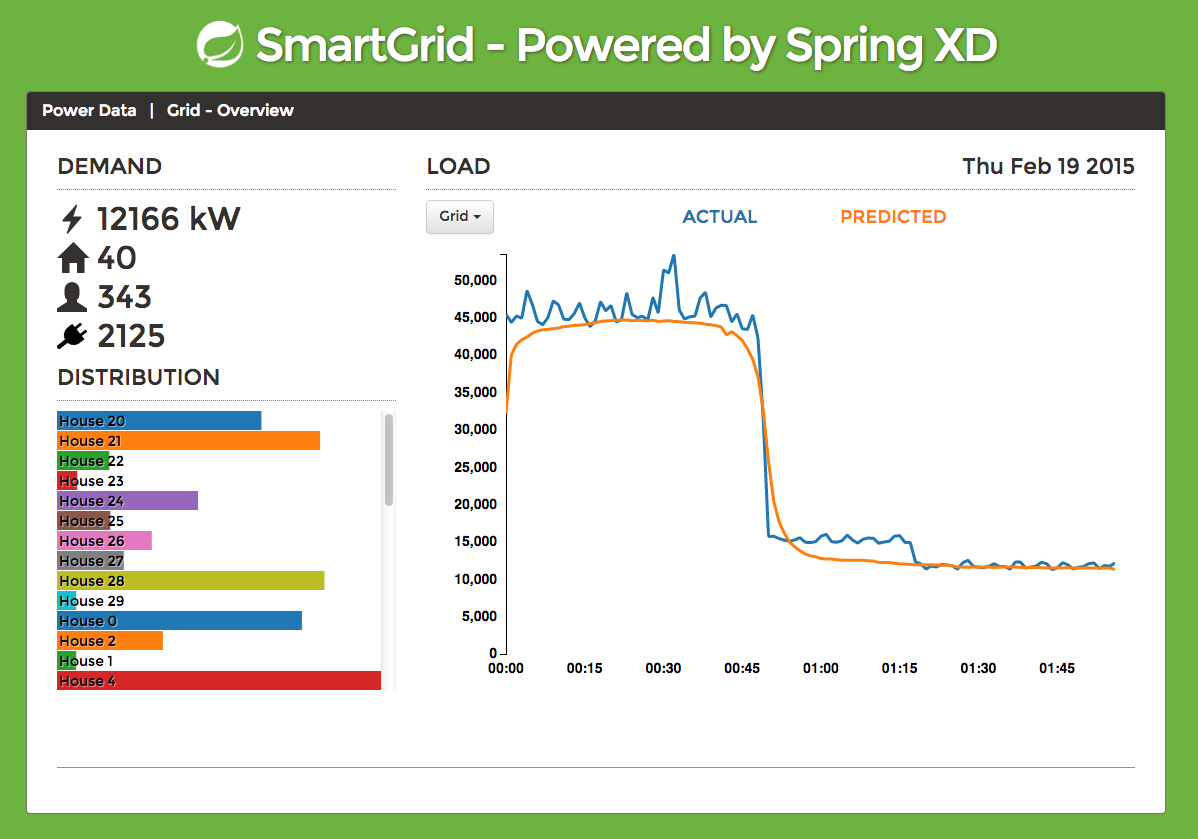 SmartGrid - Powered by Spring XD
Power Data | Grid - Overview
DEMAND
12166 kW
40
343
2125
DISTRIBUTION
House 20
House 21
House 22
House 23
House 24
House 25
House 26
House 27
House 28
House 29
House 0
House 2
House 1
House 4
LOAD
Thu Feb 19 2015
Grid
ACTUAL
PREDICTED
50,000
45,000
40,000
35,000
30,000
25,000
20,000
15,000
10,000
5,000
0
00:00 00:15 00:30 00:45 01:00 01:15 01:30 01:45